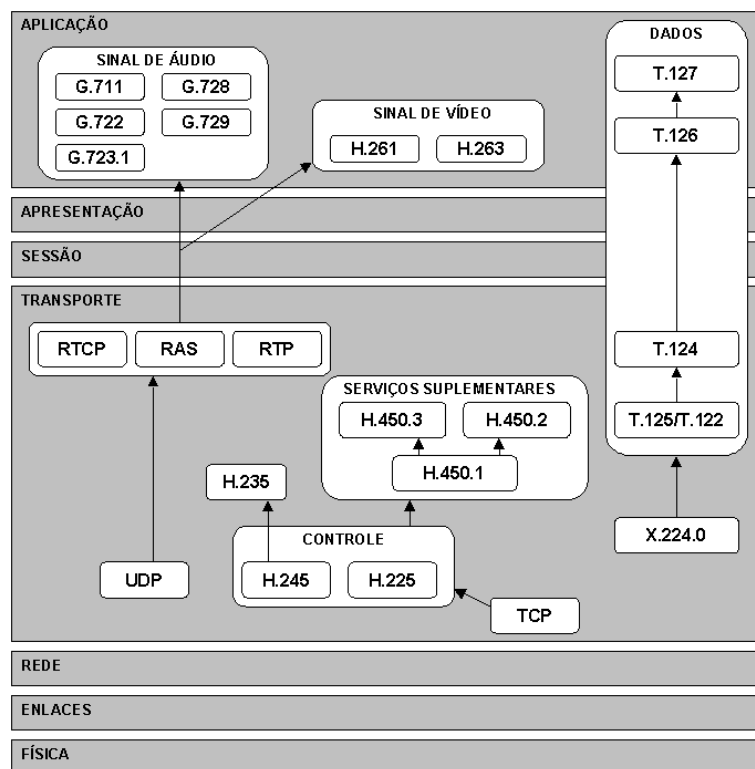 APLICAÇÃO
SINAL DE ÁUDIO
G.711
G.728
G.722
G.729
G.723.1
SINAL DE VÍDEO
H.261
H.263
DADOS
T.127
T.126
APRESENTAÇÃO
SESSÃO
TRANSPORTE
RTCP
RAS
RTP
T.124
SERVIÇOS SUPLEMENTARES
H.450.3
H.450.2
H.450.1
T.125/T.122
H.235
CONTROLE
H.245
H.225
X.224.0
UDP
TCP
REDE
ENLACES
FÍSICA